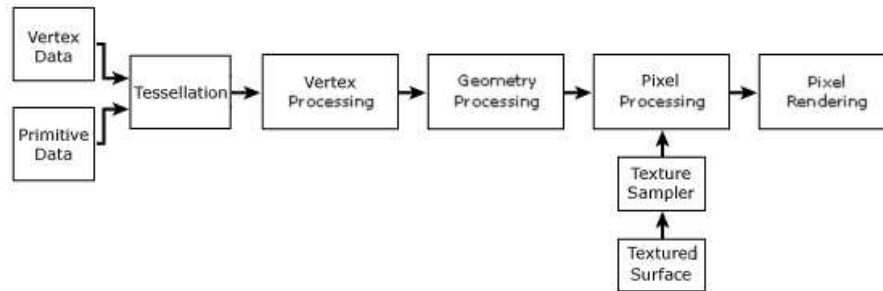 Vertex
Data
Primitive
Data
Tessellation
Vertex
Processing
Geometry
Processing
Pixel
Processing
Pixel
Rendering
Texture
Sampler
Textured
Surface